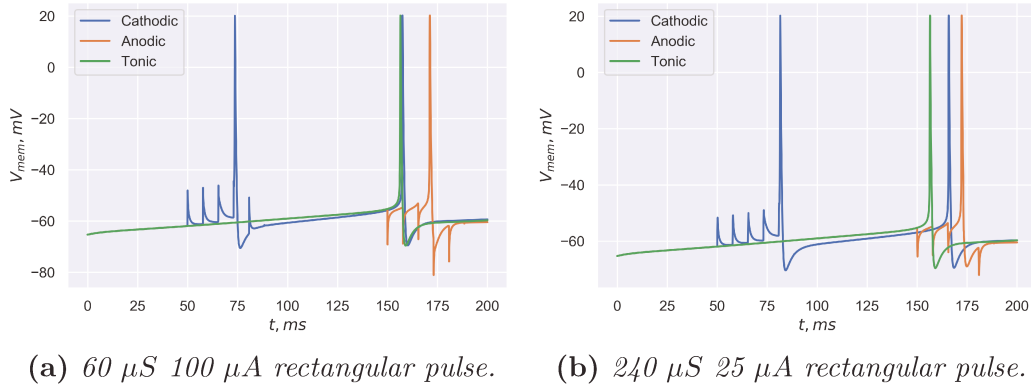 20
0
−20
−40
−60
−80
V_mem, mV
Cathodic
Anodic
Tonic
0 25 50 75 100 125 150 175 200
t, ms
(a) 60 μS 100 μA rectangular pulse.
20
0
−20
−40
−60
V_mem, mV
Cathodic
Anodic
Tonic
0 25 50 75 100 125 150 175 200
t, ms
(b) 240 μS 25 μA rectangular pulse.